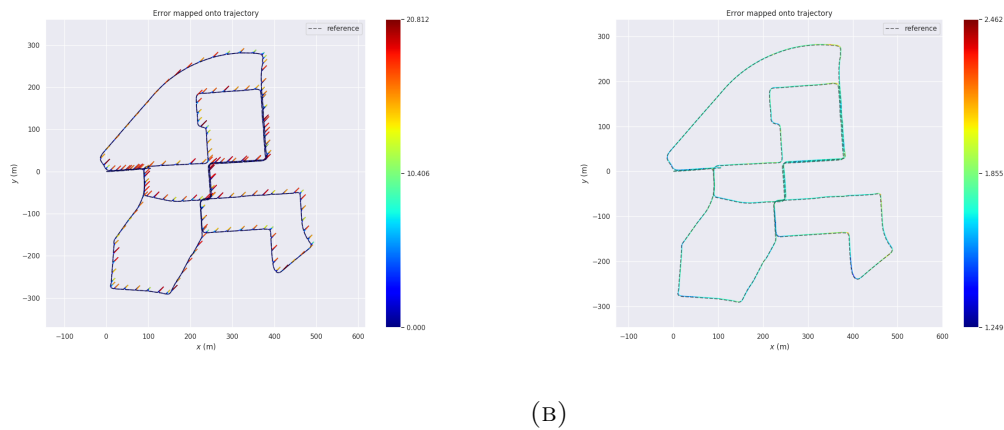 Error mapped onto trajectory
20.812
reference
300
200
100
0
−100
−200
−300
y (m)
10.406
0.000
−100 0 100 200 300 400 500 600
x (m)
Error mapped onto trajectory
2.462
reference
300
200
100
0
−100
−200
−300
y (m)
1.855
1.249
−100 0 100 200 300 400 500 600
x (m)
(B)